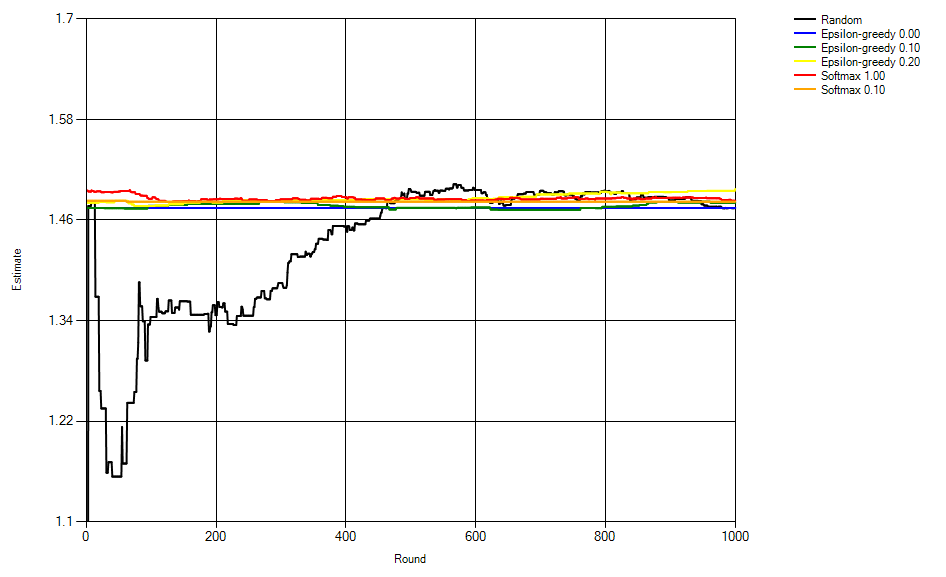 1.7
1.58
1.46
1.34
1.22
1.1
Estimate
0
200
400
600
800
1000
Round
Random
Epsilon-greedy 0.00
Epsilon-greedy 0.10
Epsilon-greedy 0.20
Softmax 1.00
Softmax 0.10